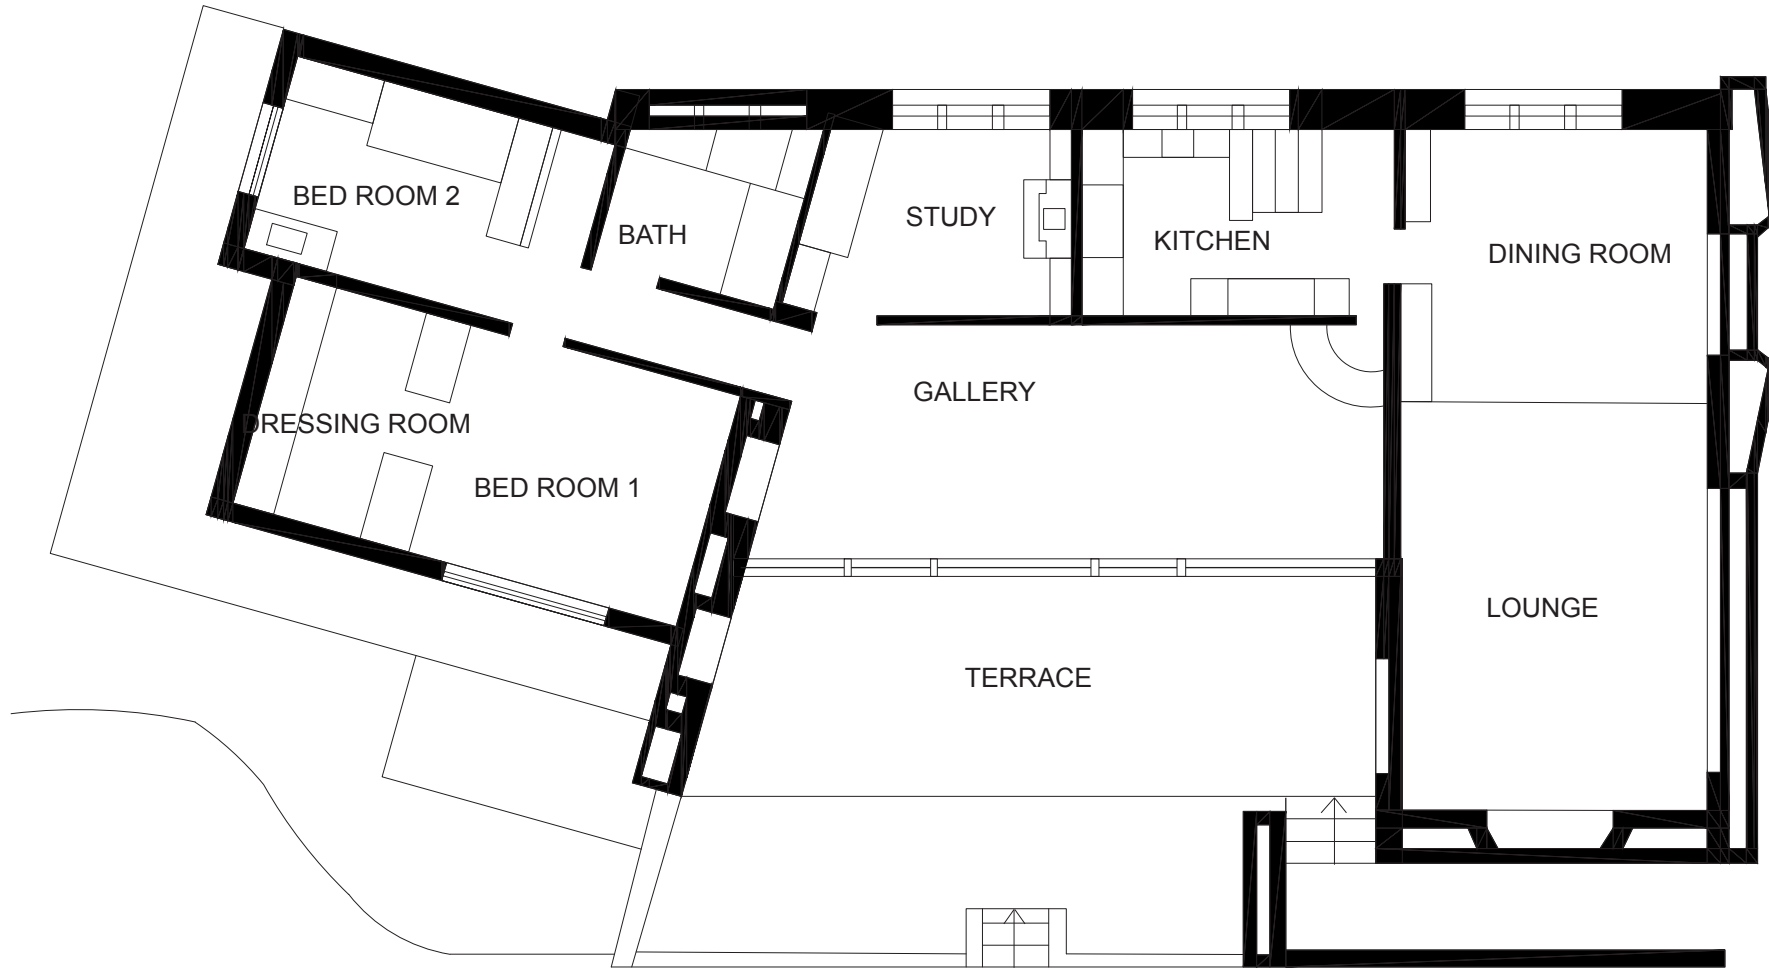 BED ROOM 2
BATH
STUDY
KITCHEN
DINING ROOM
GALLERY
DRESSING ROOM
BED ROOM 1
LOUNGE
TERRACE